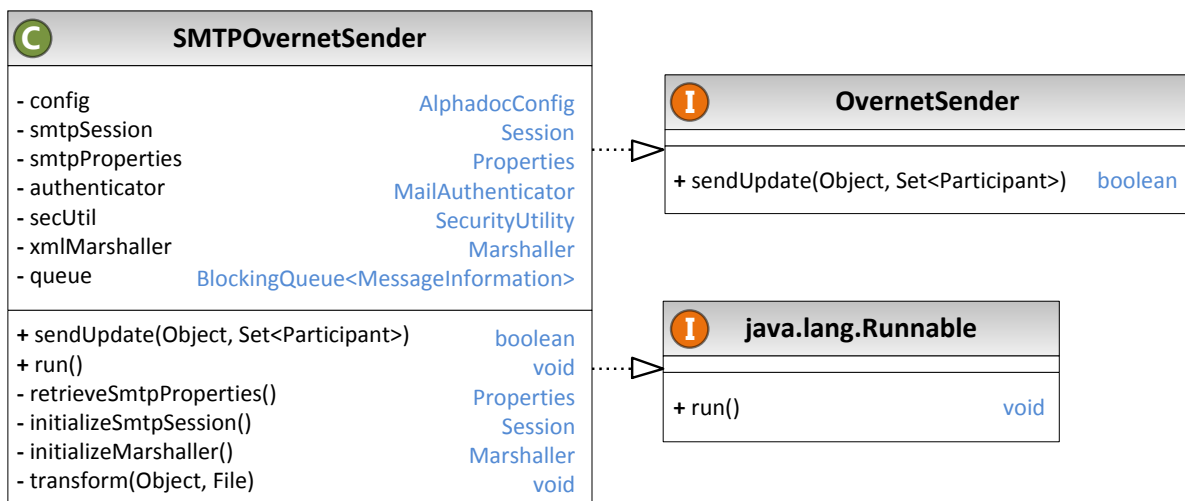 C SMTPOvernetSender
- config AlphadocConfig
- smtpSession Session
- smtpProperties Properties
- authenticator MailAuthenticator
- secUtil SecurityUtility
- xmlMarshaller Marshaller
- queue BlockingQueue<MessageInformation>
+ sendUpdate(Object, Set<Participant>) boolean
+ run() void
- retrieveSmtpProperties() Properties
- initializeSmtpSession() Session
- initializeMarshaller() Marshaller
- transform(Object, File) void
I OvernetSender
+ sendUpdate(Object, Set<Participant>) boolean
I java.lang.Runnable
+ run() void